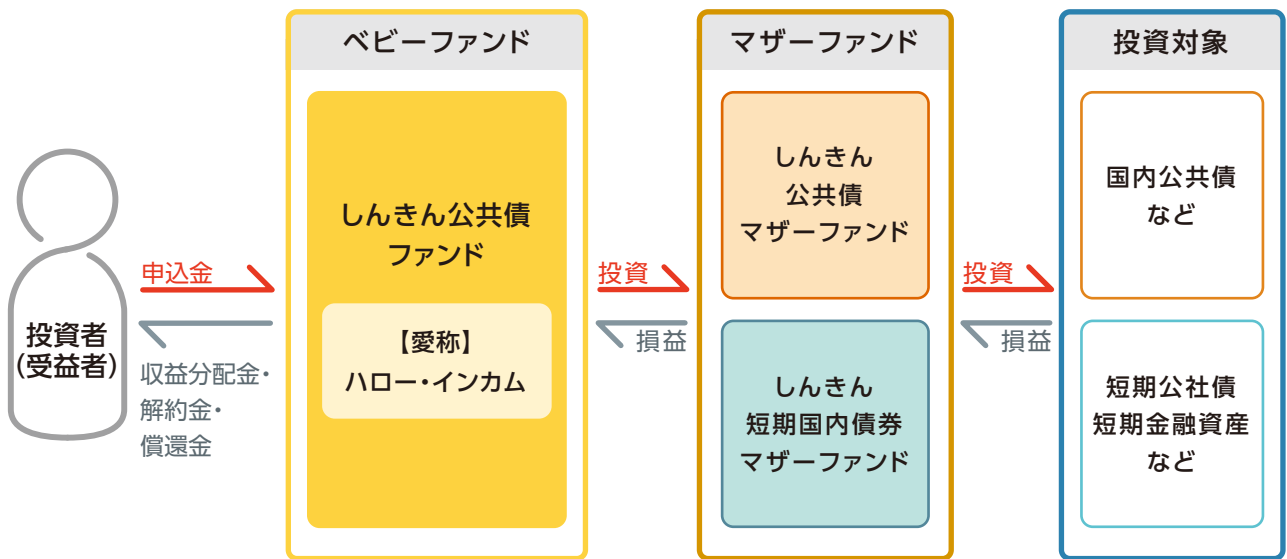 ベビーファンド
マザーファンド
投資対象
投資者
(受益者)
申込金
収益分配金・
解約金・
償還金
しんきん公共債
ファンド
【愛称】
ハロー・インカム
投資
損益
しんきん
公共債
マザーファンド
しんきん
短期国内債券
マザーファンド
投資
損益
国内公共債
など
短期公社債
短期金融資産
など